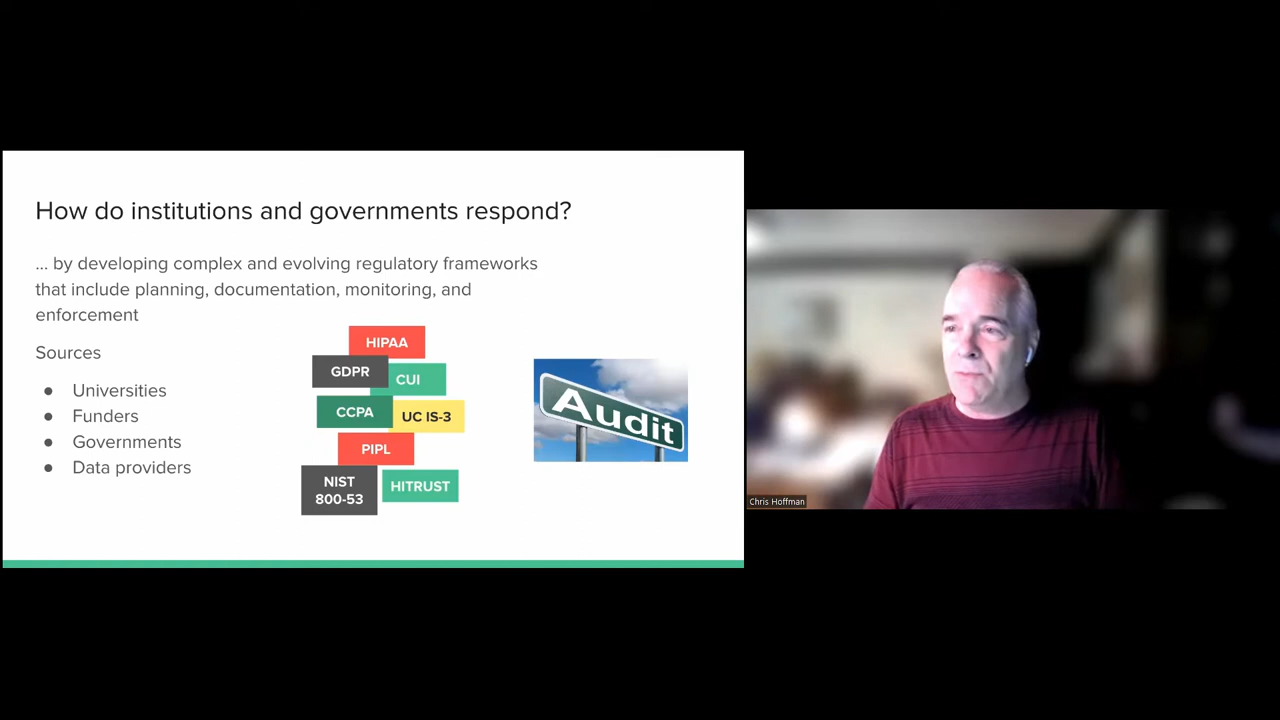 How do institutions and governments respond?
... by developing complex and evolving regulatory frameworks
that include planning, documentation, monitoring, and
enforcement
Sources
● Universities
● Funders
● Governments
● Data providers
HIPAA
GDPR
CUI
CCPA
UC IS-3
PIPL
NIST
800-53
HITRUST
Audit
Chris Hoffman